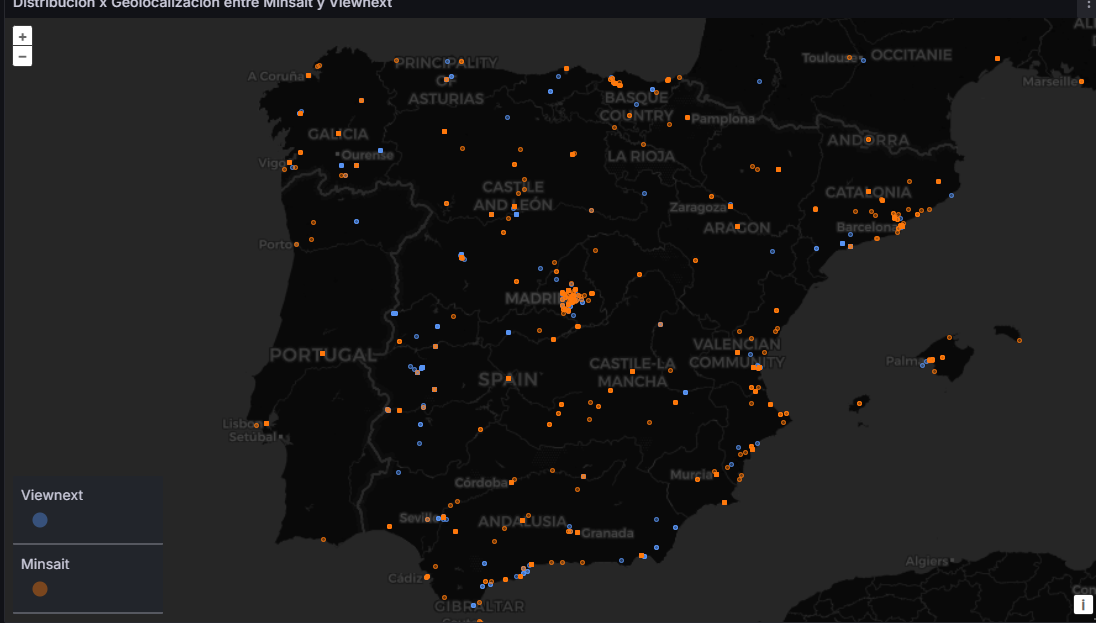 Distribución x Geolocalización entre Minsait y Viewnext
+
−
A Coruña
PRINCIPALITY
OF
ASTURIAS
Toulouse
OCCITANIE
Marseille
BASQUE
COUNTRY
Pamplona
GALICIA
Ourense
ANDORRA
Vigo
LA RIOJA
CASTILE
AND LEÓN
CATALONIA
Zaragoza
ARAGON
Barcelona
Porto
MADRID
PORTUGAL
VALENCIAN
COMMUNITY
CASTILE-LA
MANCHA
Palma
SPAIN
Lisbon
Setúbal
Murcia
Córdoba
Viewnext
Sevilla
ANDALUSIA
Granada
Minsait
Algiers
Cádiz
GIBRALTAR
i